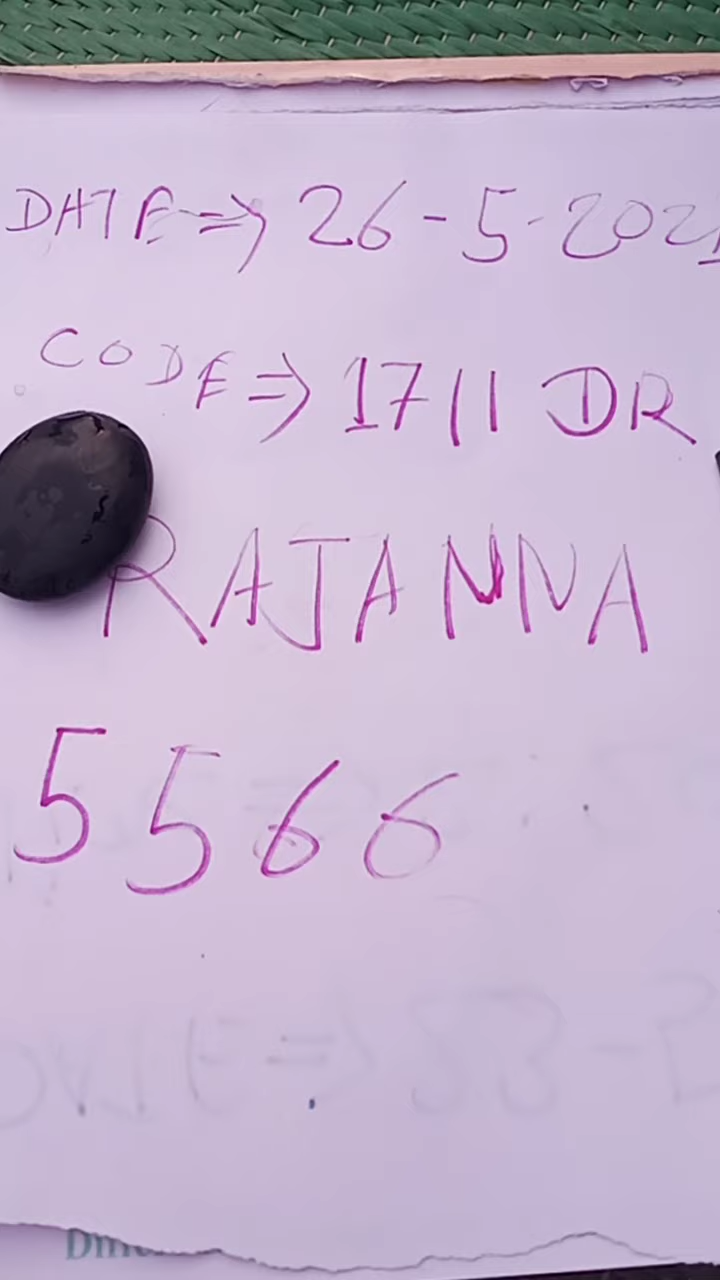 DATE => 26-5-2021
CODE => 1711 DR
RAJANNA
5566